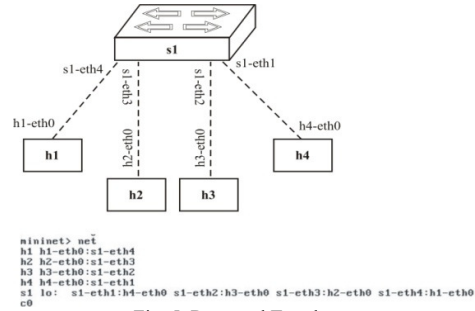 s1
s1-eth4
s1-eth3
s1-eth2
s1-eth1
h1-eth0
h2-eth0
h3-eth0
h4-eth0
h1
h2
h3
h4
mininet> net
h1 h1-eth0:s1-eth4
h2 h2-eth0:s1-eth3
h3 h3-eth0:s1-eth2
h4 h4-eth0:s1-eth1
s1 lo: s1-eth1:h4-eth0 s1-eth2:h3-eth0 s1-eth3:h2-eth0 s1-eth4:h1-eth0
c0